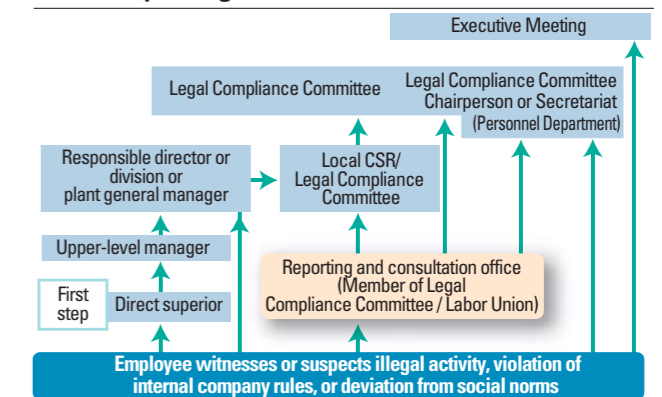 Executive Meeting
Legal Compliance Committee
Legal Compliance Committee
Chairperson or Secretariat
(Personnel Department)
Responsible director or
division or
plant general manager
Local CSR/
Legal Compliance
Committee
Upper-level manager
First
step
Direct superior
Reporting and consultation office
(Member of Legal
Compliance Committee / Labor Union)
Employee witnesses or suspects illegal activity, violation of
internal company rules, or deviation from social norms